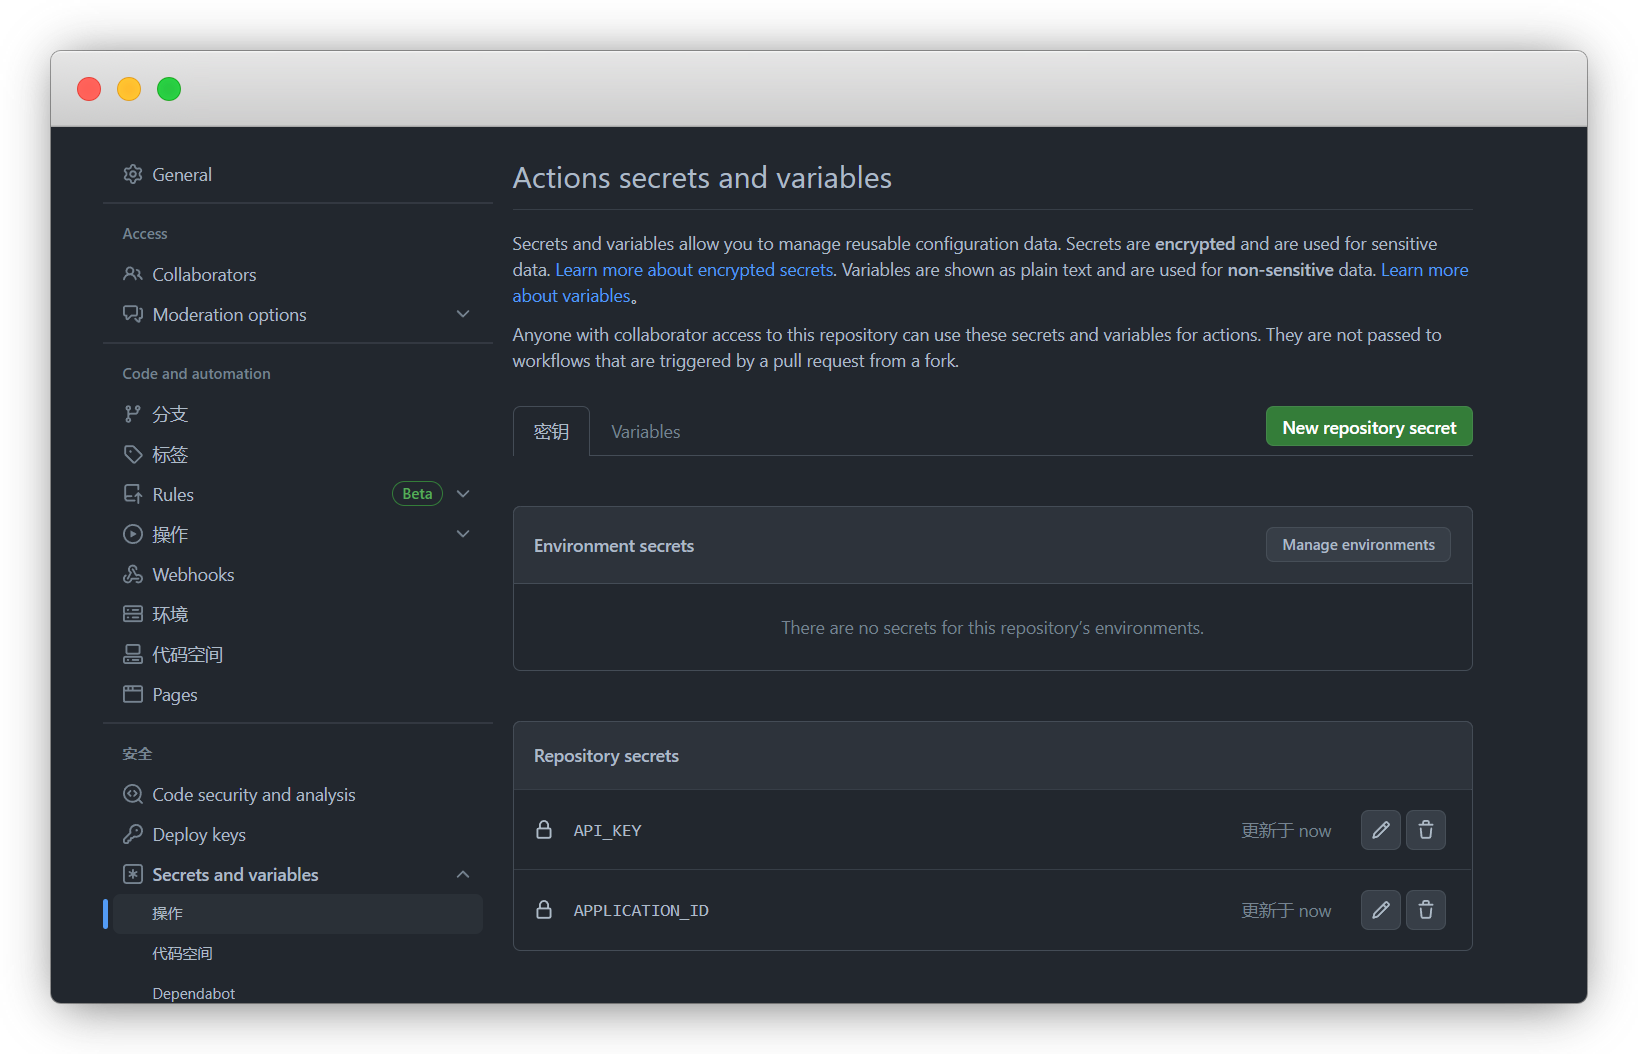 General
Access
Collaborators
Moderation options
Code and automation
分支
标签
Rules Beta
操作
Webhooks
环境
代码空间
Pages
安全
Code security and analysis
Deploy keys
Secrets and variables
操作
代码空间
Dependabot
Actions secrets and variables
Secrets and variables allow you to manage reusable configuration data. Secrets are encrypted and are used for sensitive
data. Learn more about encrypted secrets. Variables are shown as plain text and are used for non-sensitive data. Learn more
about variables。
Anyone with collaborator access to this repository can use these secrets and variables for actions. They are not passed to
workflows that are triggered by a pull request from a fork.
密钥 Variables New repository secret
Environment secrets Manage environments
There are no secrets for this repository's environments.
Repository secrets
API_KEY 更新于 now
APPLICATION_ID 更新于 now